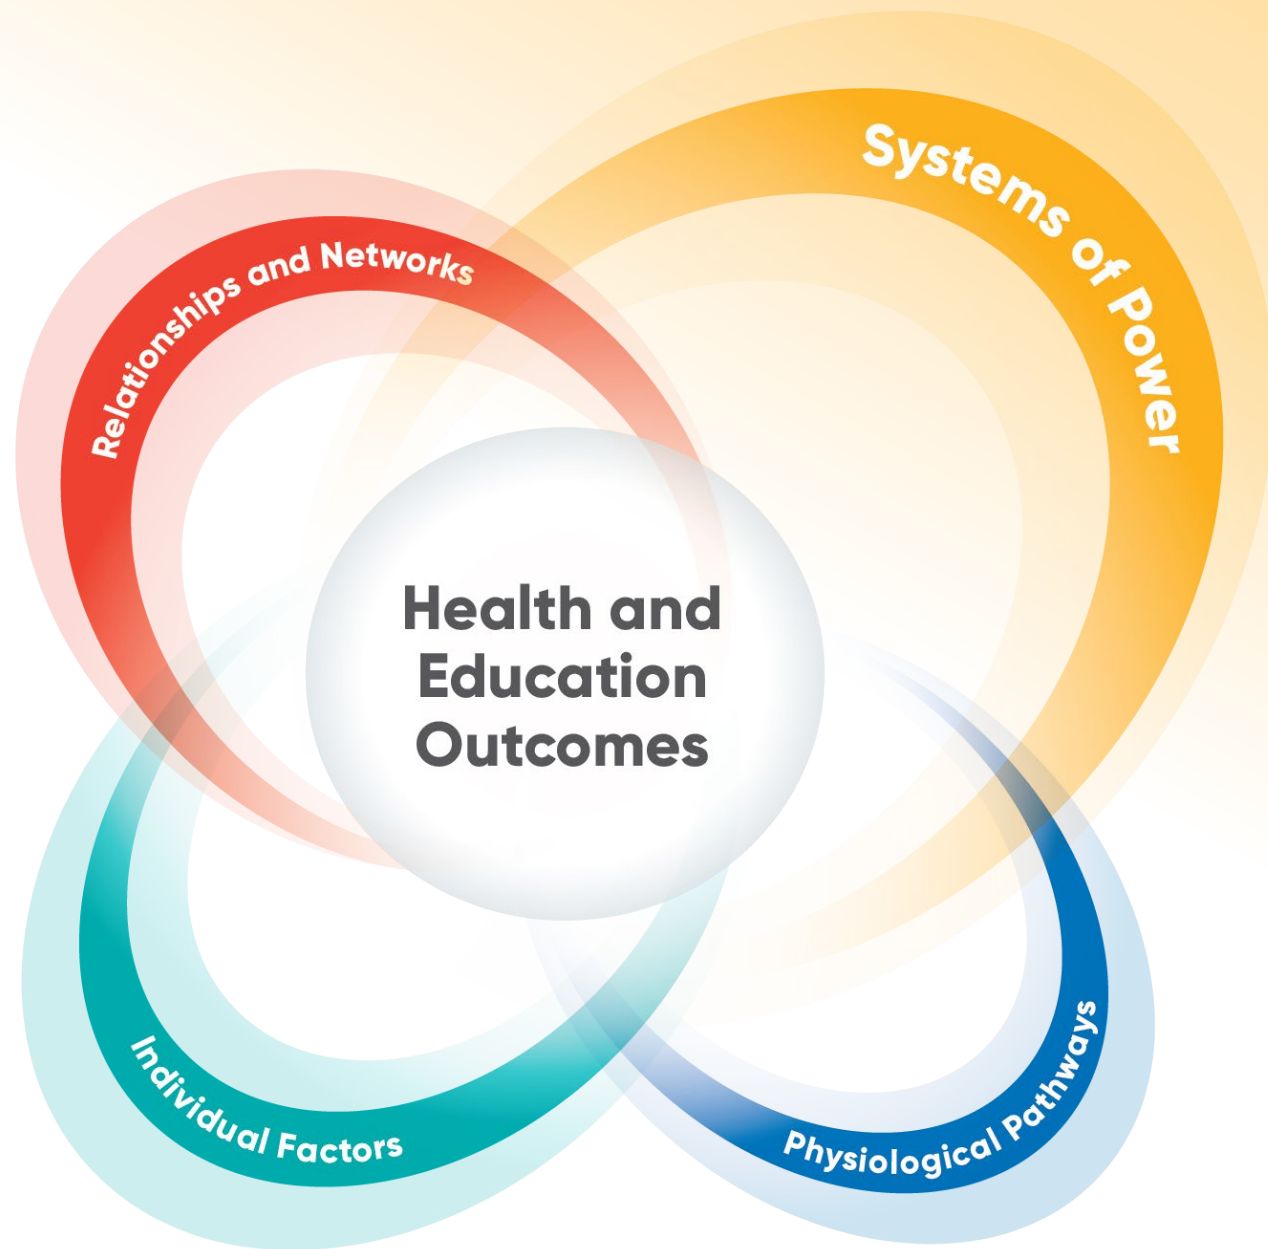 Systems of Power
Relationships and Networks
Health and
Education
Outcomes
Individual Factors
Physiological Pathways